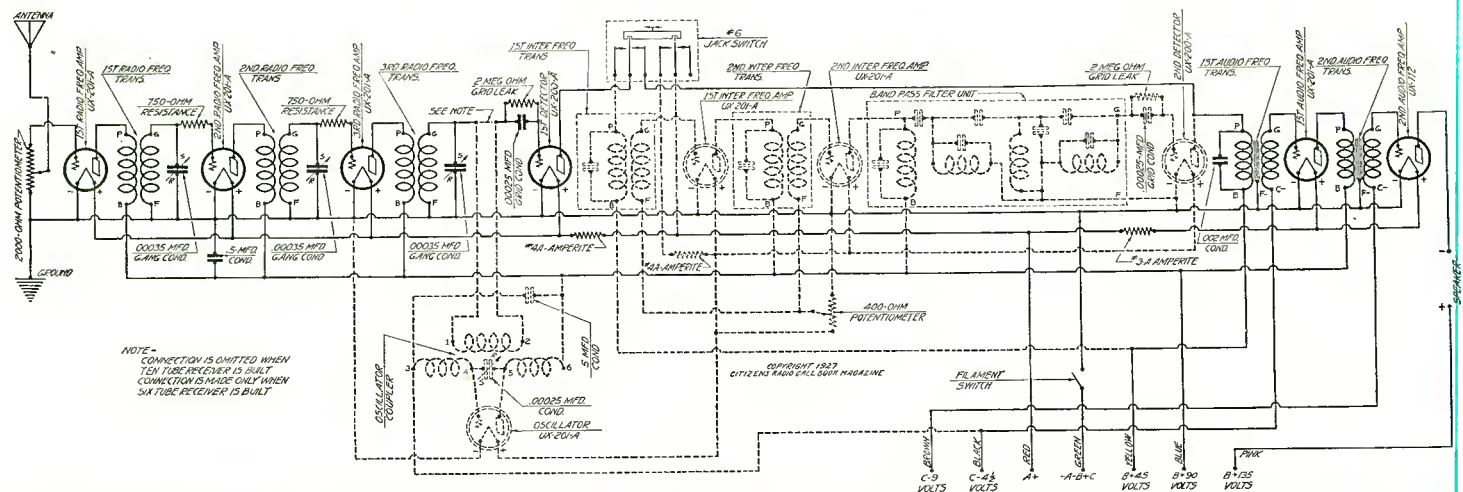 ANTENNA
2000-OHM POTENTIOMETER
GROUND
1ST RADIO FREQ AMP
UX-201-A
1ST RADIO FREQ.
TRANS.
750-OHM
RESISTANCE
2ND RADIO FREQ AMP
UX-201-A
2ND RADIO FREQ
TRANS
750-OHM
RESISTANCE
3RD RADIO FREQ AMP
UX-201-A
3RD RADIO FREQ.
TRANS
SEE NOTE
2 MEG OHM
GRID LEAK
1ST DETECTOR
UX-200-A
.00025 MFD
GRID COND
1ST INTER FREQ
TRANS
#6
JACK SWITCH
1ST INTER FREQ AMP
UX 201-A
2ND INTER FREQ
TRANS.
2ND INTER FREQ. AMP
UX-201-A
BAND PASS FILTER UNIT
2 MEG OHM
GRID LEAK
.00025-MFD
GRID COND
2ND DETECTOR
UX-200-A
1ST AUDIO FREQ
TRANS.
1ST AUDIO FREQ AMP
UX-201-A
2ND AUDIO FREQ
TRANS.
2ND AUDIO FREQ AMP
UX-112
P G P G P G P G P G P G P G P G
S R S R S R
B F B F B F B F B F B F B F- C- B F- C-
.00035 MFD
GANG COND.
.5-MFD.
COND.
.00035 MFD
GANG COND
.00035 MFD
GANG COND
#4A-AMPERITE
#4A-AMPERITE
#3-A AMPERITE
.002 MFD.
COND.
400-OHM
POTENTIOMETER
.5 MFD
COND
1 2
3 4 5 6
R
S
OSCILLATOR
COUPLER
.00025 MFD.
COND.
OSCILLATOR
UX-201-A
NOTE-
CONNECTION IS OMITTED WHEN
TEN TUBE RECEIVER IS BUILT
CONNECTION IS MADE ONLY WHEN
SIX TUBE RECEIVER IS BUILT
COPYRIGHT 1927
CITIZENS RADIO CALL BOOK MAGAZINE
FILAMENT
SWITCH
- SPEAKER +
BROWN
BLACK
RED
GREEN
YELLOW
BLUE
PINK
C-9
VOLTS
C-4½
VOLTS
A+
-A-B+C
B+45
VOLTS
B+90
VOLTS
B+135
VOLTS